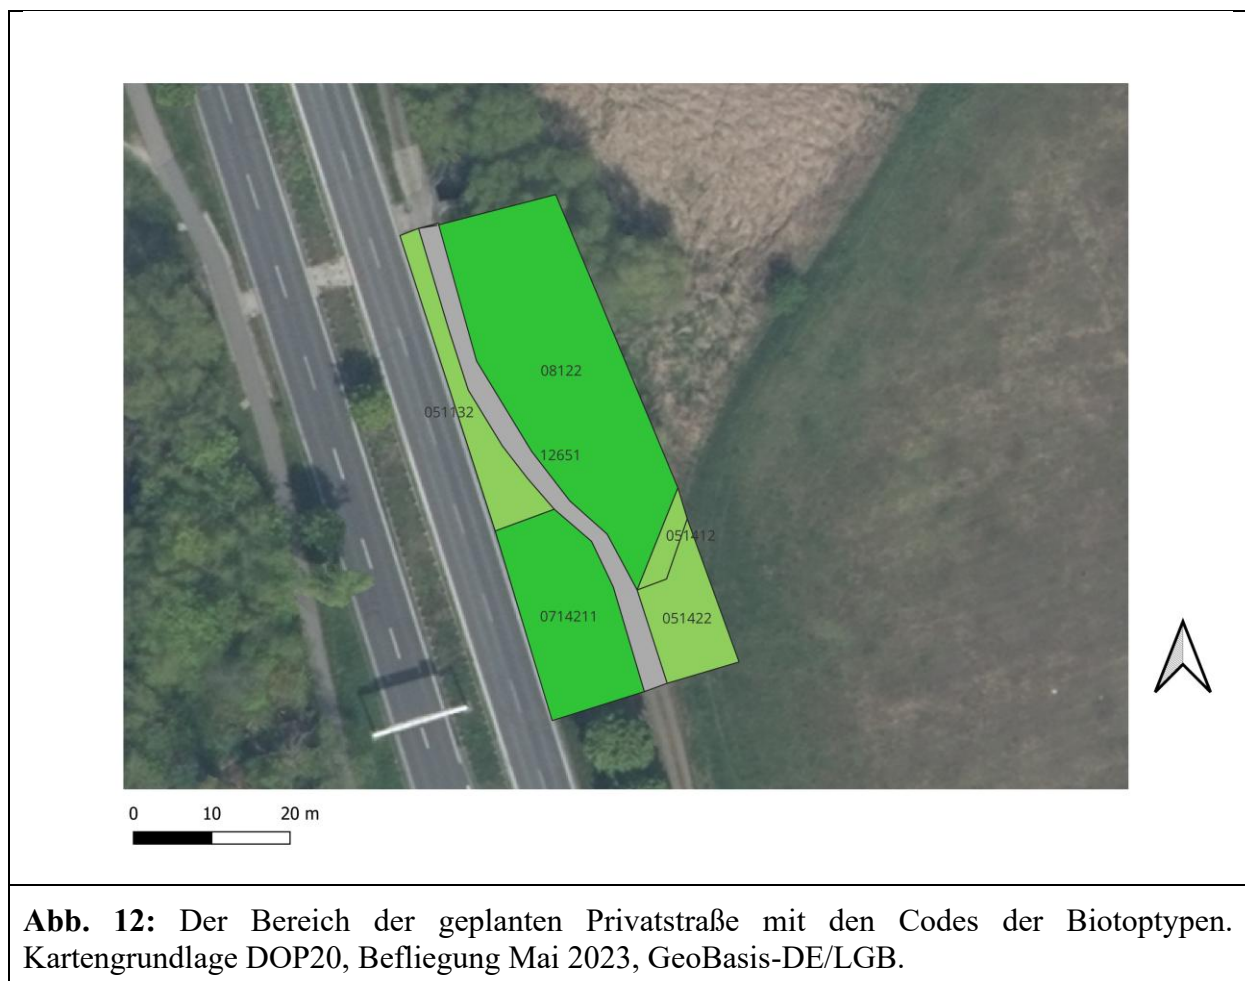 08122
051132
12651
051412
0714211
051422
0 10 20 m
Abb. 12: Der Bereich der geplanten Privatstraße mit den Codes der Biotoptypen.
Kartengrundlage DOP20, Befliegung Mai 2023, GeoBasis-DE/LGB.